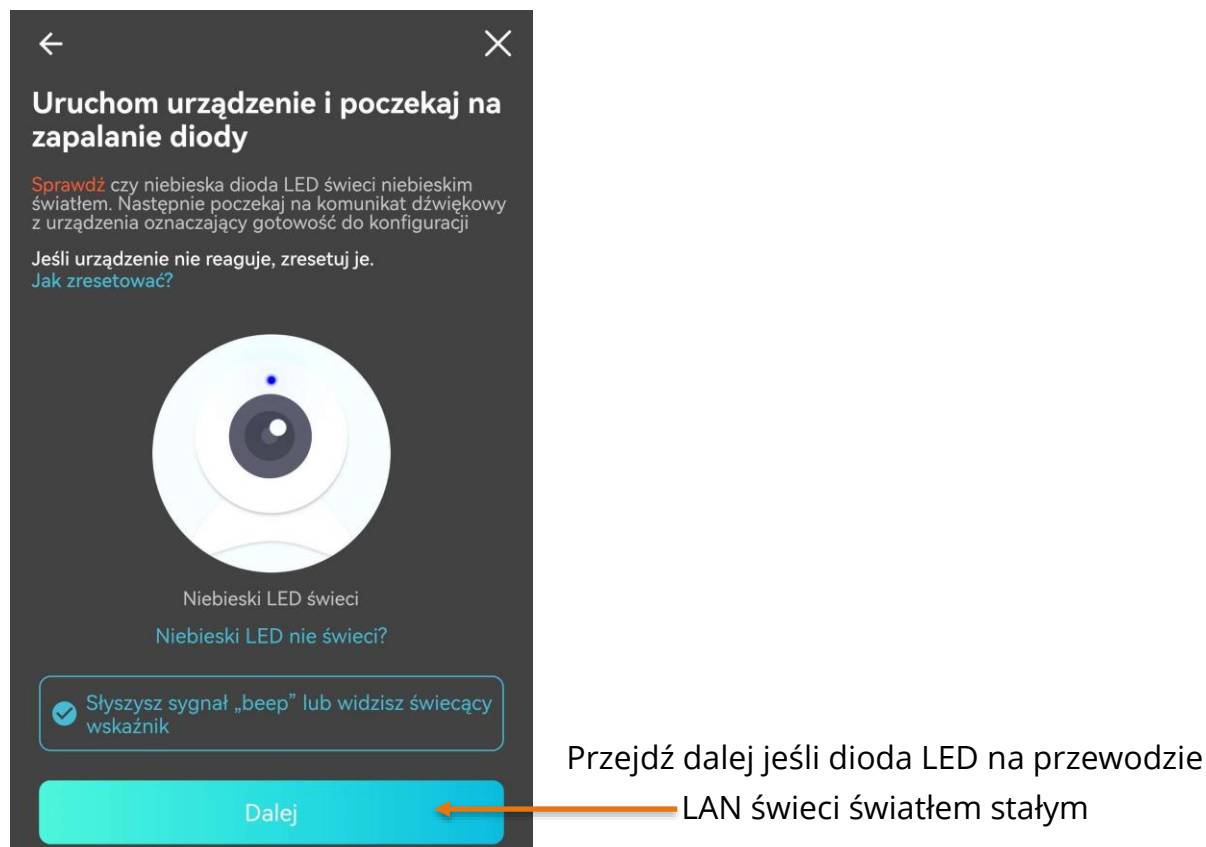 Uruchom urządzenie i poczekaj na
zapalanie diody
Sprawdź czy niebieska dioda LED świeci niebieskim
światłem. Następnie poczekaj na komunikat dźwiękowy
z urządzenia oznaczający gotowość do konfiguracji
Jeśli urządzenie nie reaguje, zresetuj je.
Jak zresetować?
Niebieski LED świeci
Niebieski LED nie świeci?
Słyszysz sygnał „beep” lub widzisz świecący
wskaźnik
Dalej
Przejdź dalej jeśli dioda LED na przewodzie
LAN świeci światłem stałym